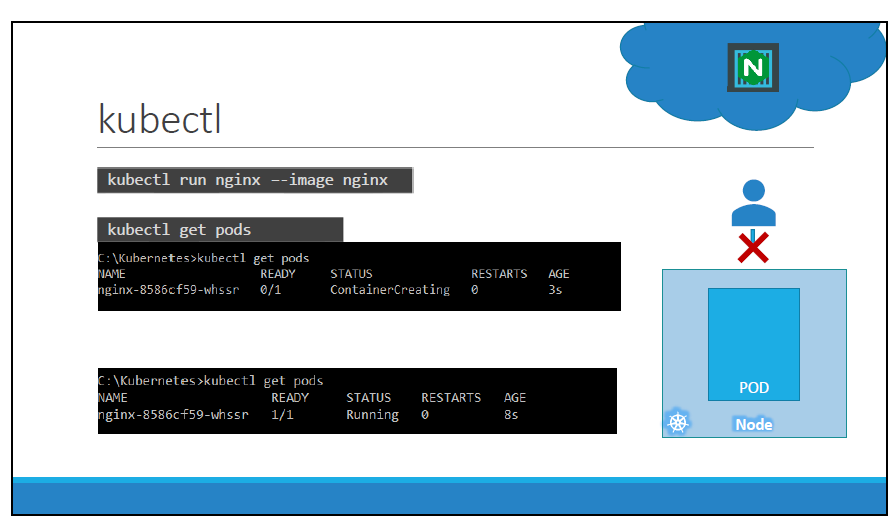 N
kubectl
kubectl run nginx --image nginx
kubectl get pods
C:\Kubernetes>kubectl get pods
NAME READY STATUS RESTARTS AGE
nginx-8586cf59-whssr 0/1 ContainerCreating 0 3s
C:\Kubernetes>kubectl get pods
NAME READY STATUS RESTARTS AGE
nginx-8586cf59-whssr 1/1 Running 0 8s
POD
Node